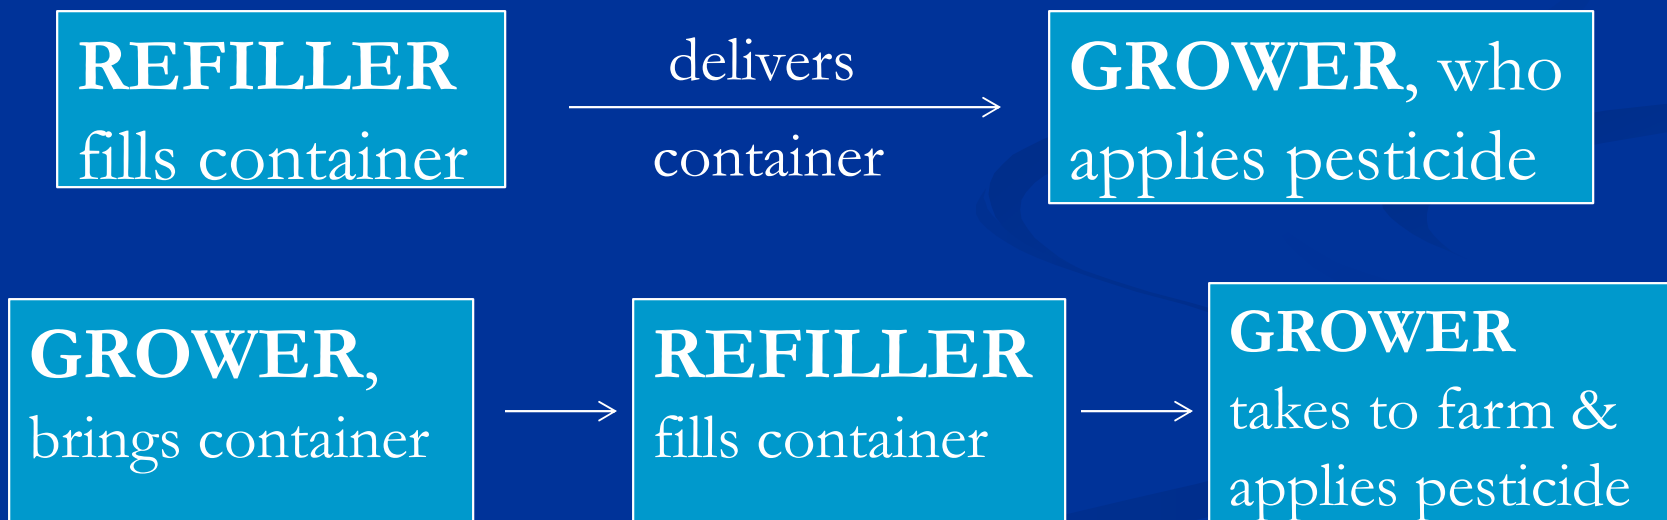 REFILLER
fills container
delivers
container
GROWER, who
applies pesticide
GROWER,
brings container
REFILLER
fills container
GROWER
takes to farm &
applies pesticide